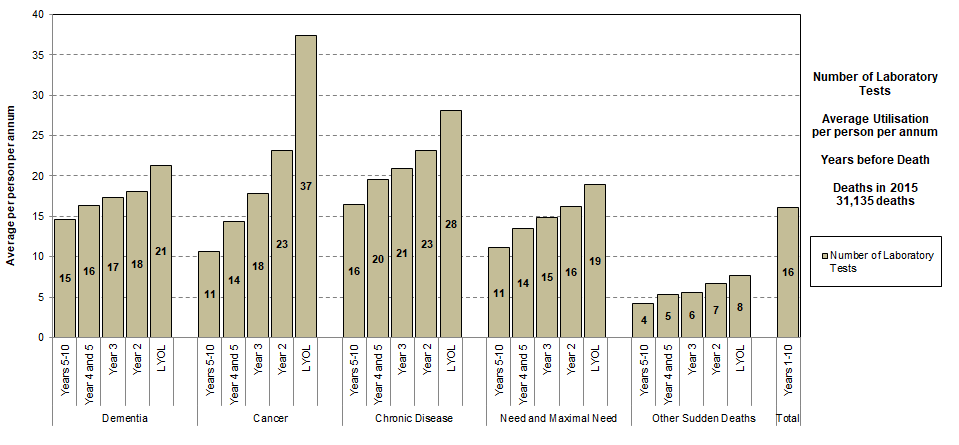 40
35
30
25
20
15
10
5
0
Average per person per annum
15
16
17
18
21
11
14
18
23
37
16
20
21
23
28
11
14
15
16
19
4
5
6
7
8
16
Years 5-10
Year 4 and 5
Year 3
Year 2
LYOL
Years 5-10
Year 4 and 5
Year 3
Year 2
LYOL
Years 5-10
Year 4 and 5
Year 3
Year 2
LYOL
Years 5-10
Year 4 and 5
Year 3
Year 2
LYOL
Years 5-10
Year 4 and 5
Year 3
Year 2
LYOL
Years 1-10
Dementia
Cancer
Chronic Disease
Need and Maximal Need
Other Sudden Deaths
Total
Number of Laboratory
Tests
Average Utilisation
per person per annum
Years before Death
Deaths in 2015
31,135 deaths
Number of Laboratory
Tests